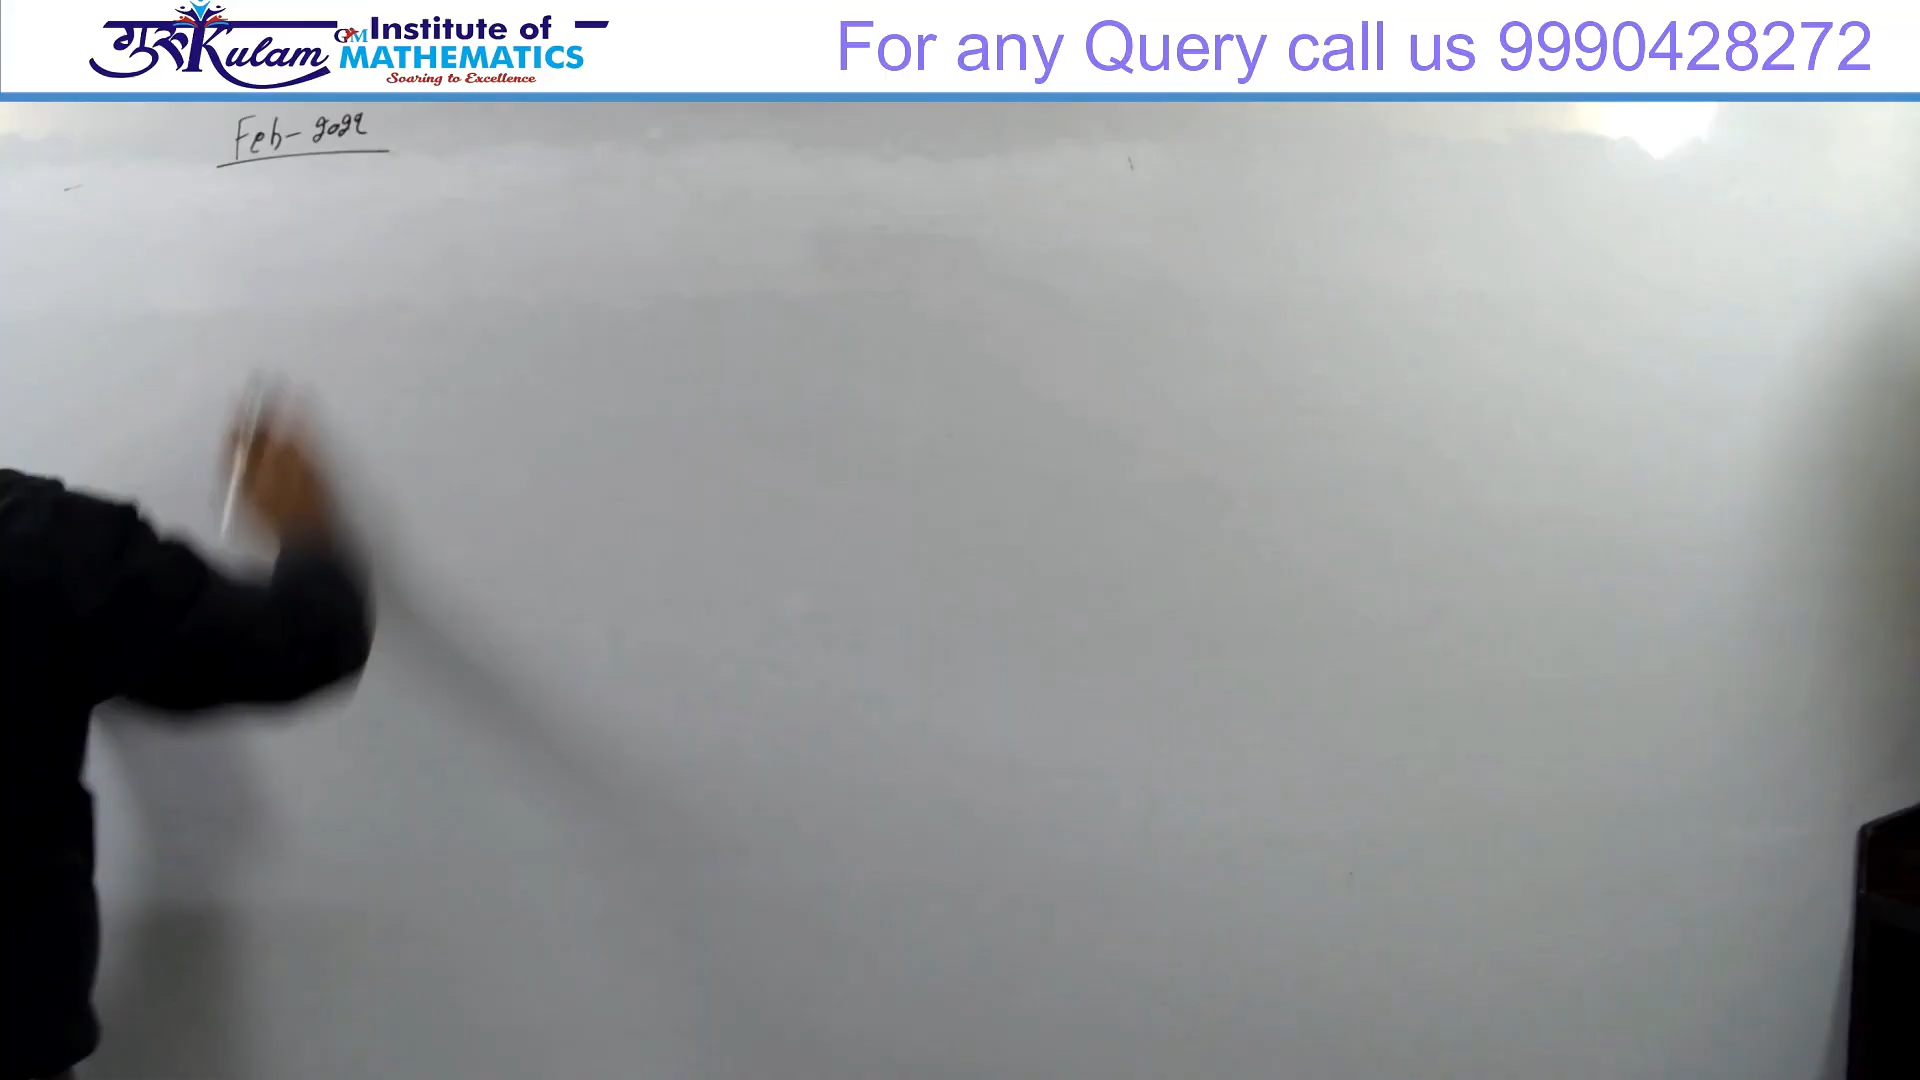 गुरुKulam GM Institute of
MATHEMATICS
Soaring to Excellence
For any Query call us 9990428272
Feb-2022